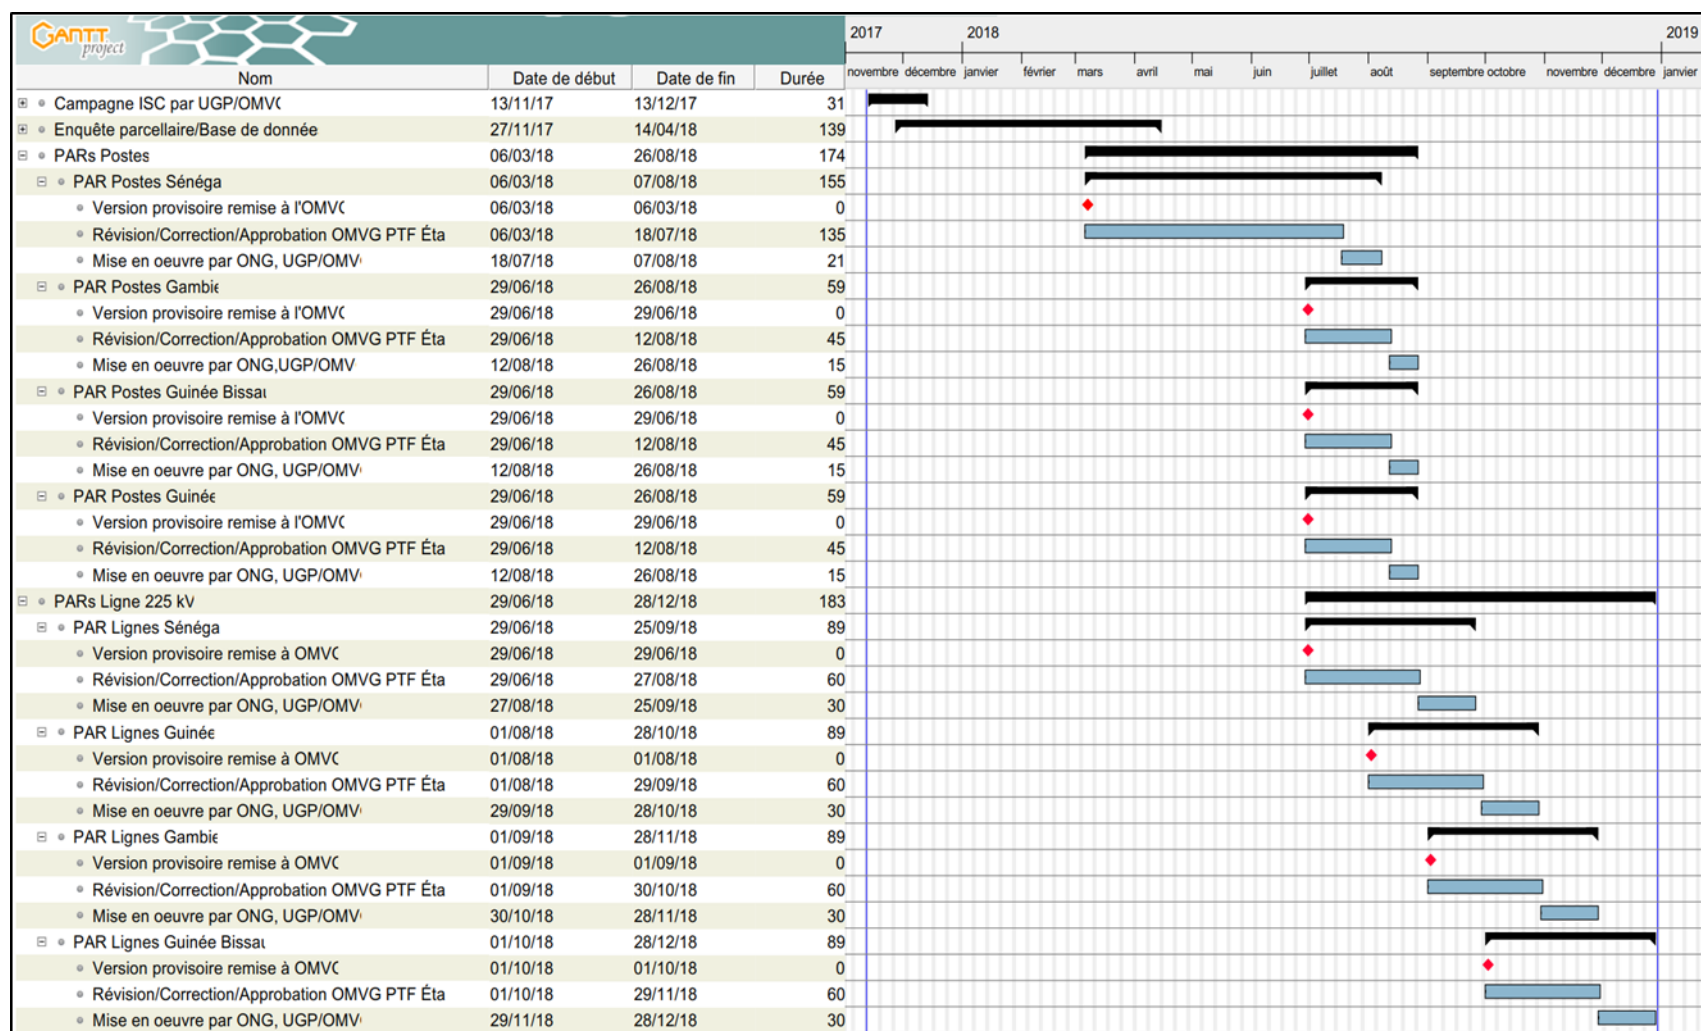 GANTT project
2017 2018 2019
Nom Date de début Date de fin Durée novembre décembre janvier février mars avril mai juin juillet août septembre octobre novembre décembre janvier
Campagne ISC par UGP/OMV 13/11/17 13/12/17 31
Enquête parcellaire/Base de donnée 27/11/17 14/04/18 139
PARs Postes 06/03/18 26/08/18 174
PAR Postes Sénéga 06/03/18 07/08/18 155
Version provisoire remise à l'OMV 06/03/18 06/03/18 0
Révision/Correction/Approbation OMVG PTF Éta 06/03/18 18/07/18 135
Mise en oeuvre par ONG, UGP/OMV 18/07/18 07/08/18 21
PAR Postes Gambie 29/06/18 26/08/18 59
Version provisoire remise à l'OMV 29/06/18 29/06/18 0
Révision/Correction/Approbation OMVG PTF Éta 29/06/18 12/08/18 45
Mise en oeuvre par ONG,UGP/OMV 12/08/18 26/08/18 15
PAR Postes Guinée Bissau 29/06/18 26/08/18 59
Version provisoire remise à l'OMV 29/06/18 29/06/18 0
Révision/Correction/Approbation OMVG PTF Éta 29/06/18 12/08/18 45
Mise en oeuvre par ONG, UGP/OMV 12/08/18 26/08/18 15
PAR Postes Guinée 29/06/18 26/08/18 59
Version provisoire remise à l'OMV 29/06/18 29/06/18 0
Révision/Correction/Approbation OMVG PTF Éta 29/06/18 12/08/18 45
Mise en oeuvre par ONG, UGP/OMV 12/08/18 26/08/18 15
PARs Ligne 225 kV 29/06/18 28/12/18 183
PAR Lignes Sénéga 29/06/18 25/09/18 89
Version provisoire remise à OMV 29/06/18 29/06/18 0
Révision/Correction/Approbation OMVG PTF Éta 29/06/18 27/08/18 60
Mise en oeuvre par ONG, UGP/OMV 27/08/18 25/09/18 30
PAR Lignes Guinée 01/08/18 28/10/18 89
Version provisoire remise à OMV 01/08/18 01/08/18 0
Révision/Correction/Approbation OMVG PTF Éta 01/08/18 29/09/18 60
Mise en oeuvre par ONG, UGP/OMV 29/09/18 28/10/18 30
PAR Lignes Gambie 01/09/18 28/11/18 89
Version provisoire remise à OMV 01/09/18 01/09/18 0
Révision/Correction/Approbation OMVG PTF Éta 01/09/18 30/10/18 60
Mise en oeuvre par ONG, UGP/OMV 30/10/18 28/11/18 30
PAR Lignes Guinée Bissau 01/10/18 28/12/18 89
Version provisoire remise à OMV 01/10/18 01/10/18 0
Révision/Correction/Approbation OMVG PTF Éta 01/10/18 29/11/18 60
Mise en oeuvre par ONG, UGP/OMV 29/11/18 28/12/18 30